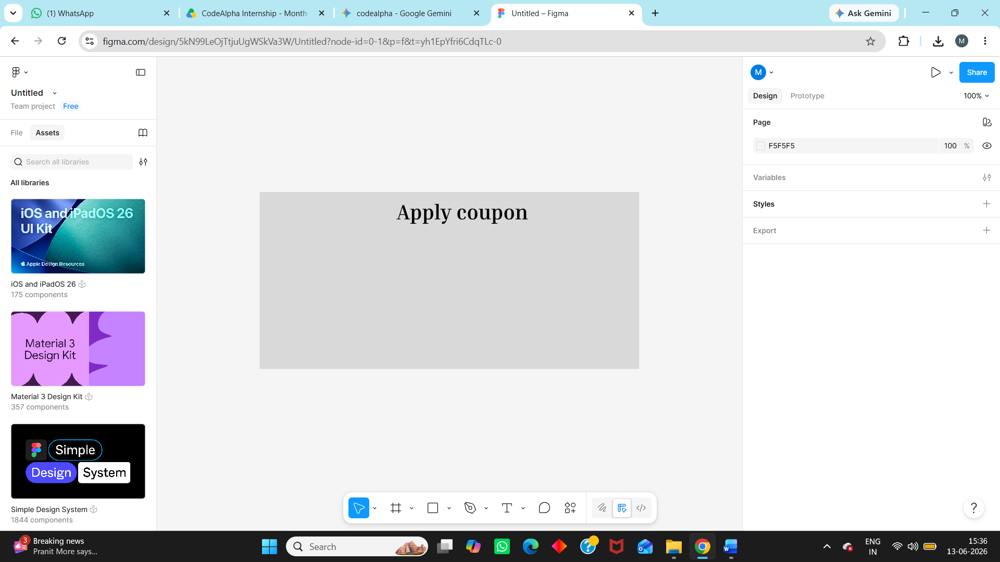 (1) WhatsApp
CodeAlpha Internship - Month
codealpha - Google Gemini
Untitled – Figma
Ask Gemini
figma.com/design/5kN99LeOjTtjuUgWSkVa3W/Untitled?node-id=0-1&p=f&t=yh1EpYfri6CdqTLc-0
M
Untitled
Team project Free
File Assets
Search all libraries
All libraries
iOS and iPadOS 26
UI Kit
Apple Design Resources
iOS and iPadOS 26
175 components
Material 3
Design Kit
Material 3 Design Kit
357 components
Simple
Design System
Simple Design System
1844 components
Apply coupon
M
Share
Design Prototype 100%
Page
F5F5F5 100 %
Variables
Styles
Export
?
3
Breaking news
Pranit More says...
Search
ENG
IN
15:36
13-06-2026